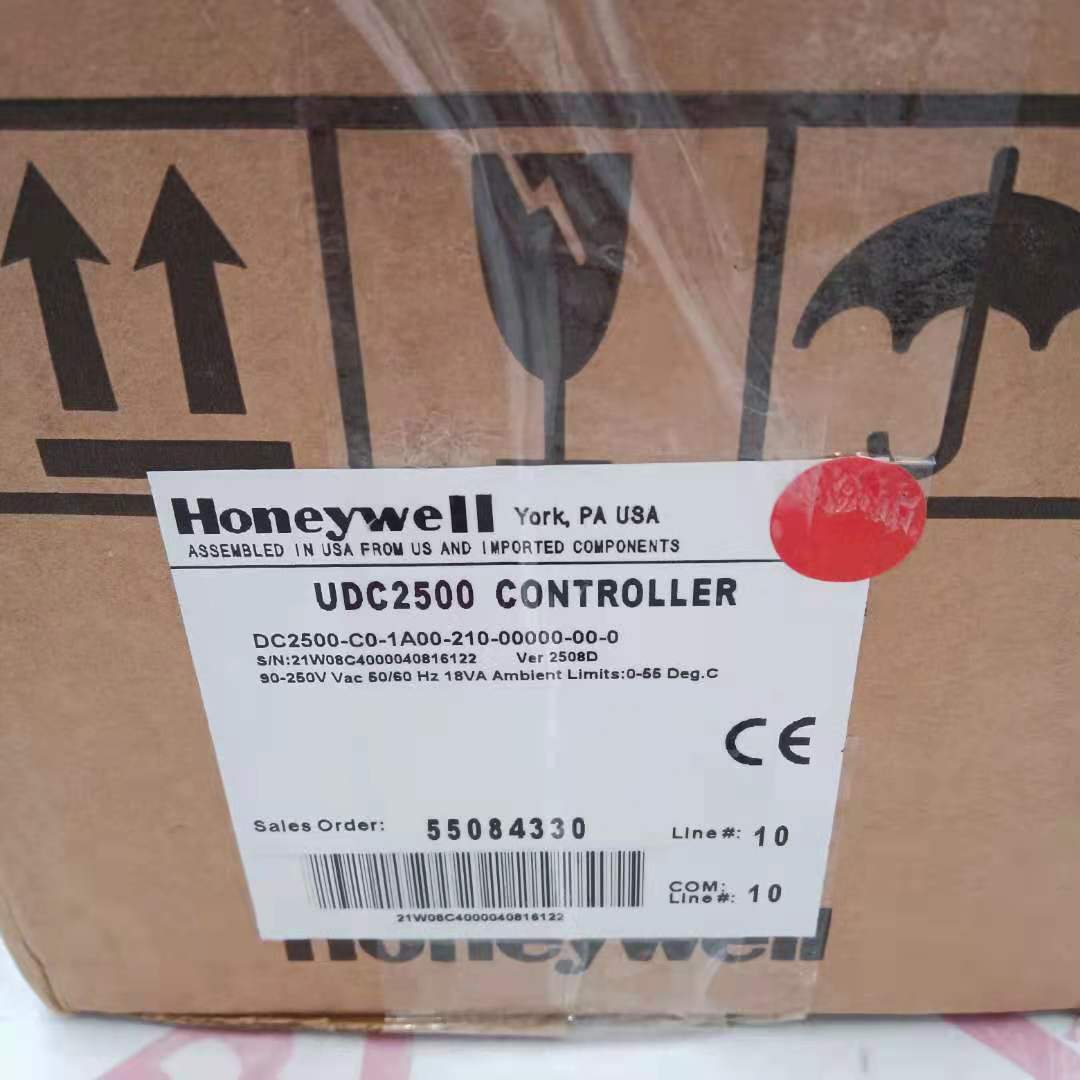 Honeywell York, PA USA
ASSEMBLED IN USA FROM US AND IMPORTED COMPONENTS
UDC2500 CONTROLLER
DC2500-C0-1A00-210-00000-00-0
S/N:21W08C4000040816122 Ver 2508D
90-250V Vac 50/60 Hz 18VA Ambient Limits:0-55 Deg.C
CE
Sales Order: 55084330 Line#: 10
COM:
Line#: 10
21W08C4000040816122
Honeywell